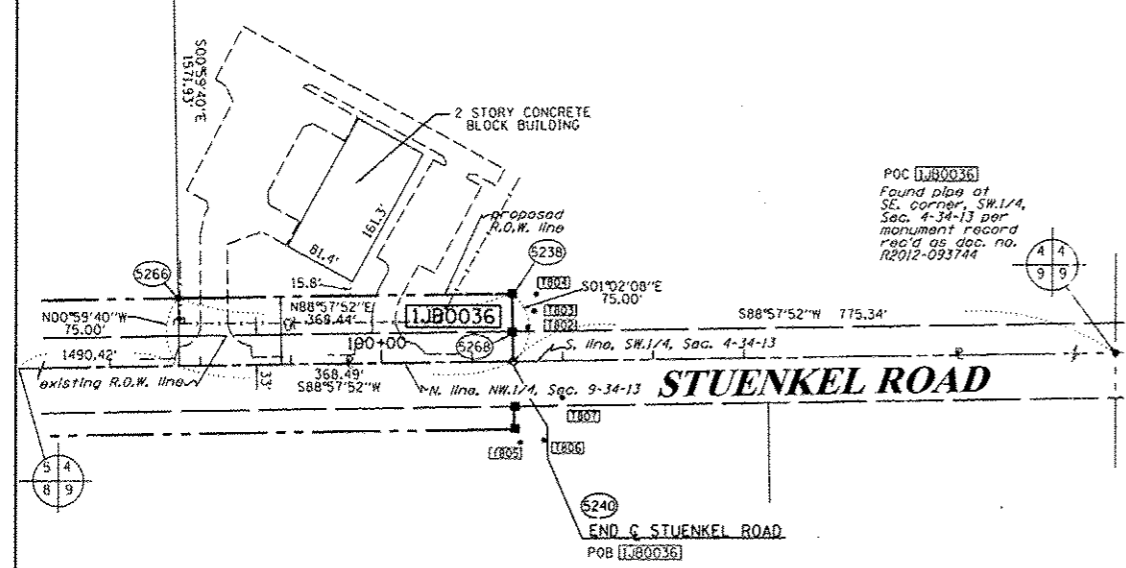 S00°59'40"E
1571.93'
2 STORY CONCRETE
BLOCK BUILDING
161.3'
81.4'
15.8'
proposed
R.O.W. line
POC 1JB0036
Found pipe at
SE. corner, SW.1/4,
Sec. 4-34-13 per
monument record
rec'd as doc. no.
R2012-093744
4 4
9 9
5266
5238
T804
T803
T802
S01°02'08"E
75.00'
N00°59'40"W
75.00'
N88°57'52"E
369.44'
1JB0036
S88°57'52"W 775.34'
5268
190+00
S. line, SW.1/4, Sec. 4-34-13
1490.42'
existing R.O.W. line
33'
368.49'
S88°57'52"W
N. line, NW.1/4, Sec. 9-34-13
STUENKEL ROAD
T807
T805
T806
5 4
8 9
5240
END ℄ STUENKEL ROAD
POB 1JB0036